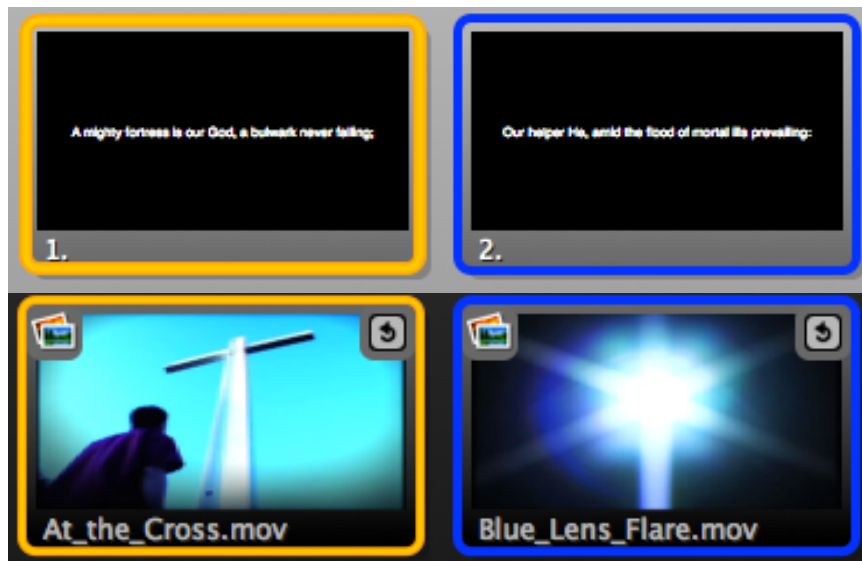 A mighty fortress is our God, a bulwark never failing;
Our helper He, amid the flood of mortal ills prevailing:
1.
2.
At_the_Cross.mov
Blue_Lens_Flare.mov